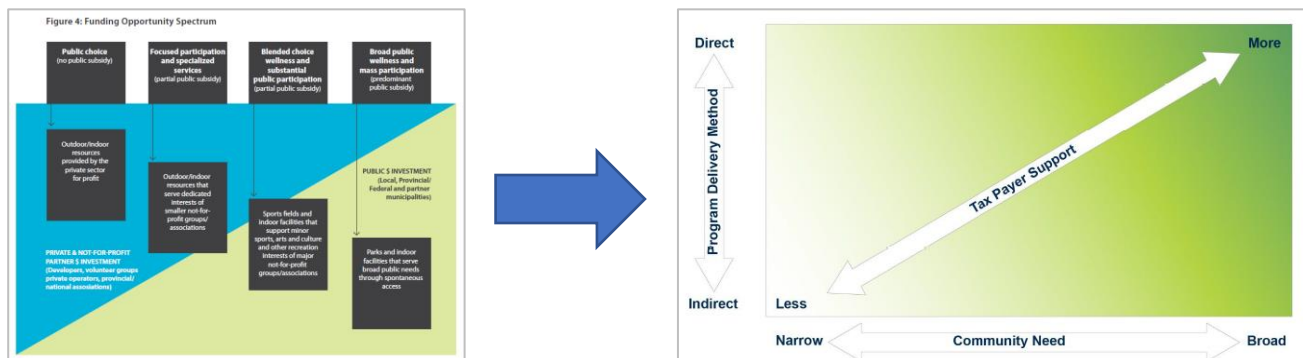 Figure 4: Funding Opportunity Spectrum
Public choice
(no public subsidy)
Focused participation
and specialized
services
(partial public subsidy)
Blended choice
wellness and
substantial
public participation
(partial public subsidy)
Broad public
wellness and
mass participation
(predominant
public subsidy)
Outdoor/indoor
resources
provided by the
private sector
for profit
Outdoor/indoor
resources that
serve dedicated
interests of
smaller not-for-
profit groups/
associations
Sports fields and
indoor facilities that
support minor
sports, arts and culture
and other recreation
interests of major
not-for-profit
groups/associations
Parks and indoor
facilities that serve
broad public needs
through spontaneous
access
PUBLIC $ INVESTMENT
(Local, Provincial/
Federal and partner
municipalities)
PRIVATE & NOT-FOR-PROFIT
PARTNER $ INVESTMENT
(Developers, volunteer groups
private operators, provincial/
national assosiations)
Direct
Program Delivery Method
Indirect
More
Tax Payer Support
Less
Narrow
Community Need
Broad